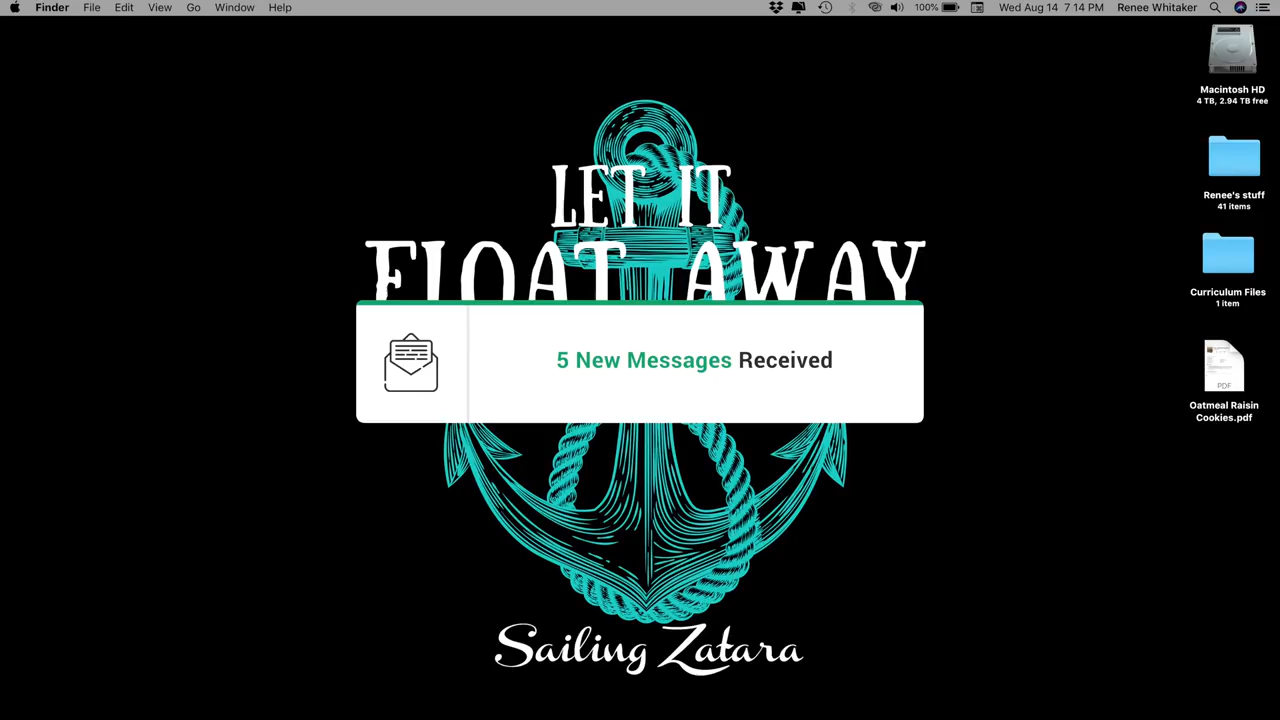 Finder File Edit View Go Window Help 100% Wed Aug 14 7:14 PM Renee Whitaker
Macintosh HD
4 TB, 2.94 TB free
LET IT
FLOAT AWAY
Renee's stuff
41 items
Curriculum Files
1 item
5 New Messages Received
PDF
Oatmeal Raisin
Cookies.pdf
Sailing Zatara